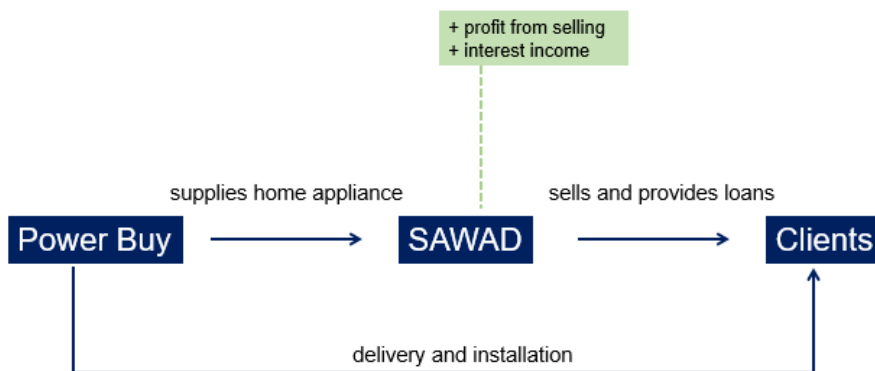 + profit from selling
+ interest income
supplies home appliance
sells and provides loans
Power Buy
SAWAD
Clients
delivery and installation